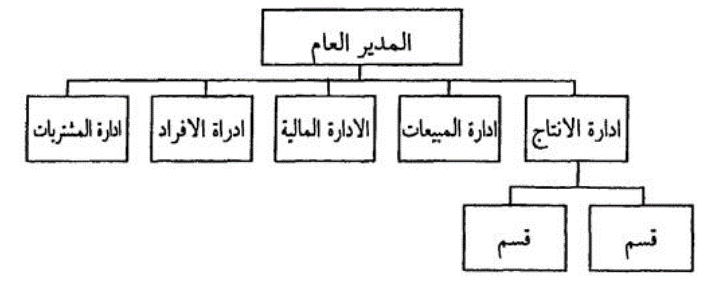 المدير العام
ادارة الانتاج
ادارة المبيعات
الادارة المالية
ادراة الافراد
ادارة المشتريات
قسم
قسم